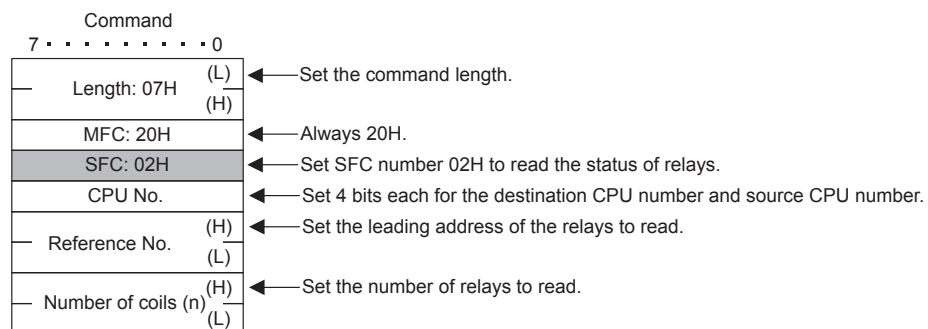 Command
7 · · · · · · · · 0
Length: 07H (L) Set the command length.
(H)
MFC: 20H Always 20H.
SFC: 02H Set SFC number 02H to read the status of relays.
CPU No. Set 4 bits each for the destination CPU number and source CPU number.
Reference No. (H) Set the leading address of the relays to read.
(L)
Number of coils (n) (H) Set the number of relays to read.
(L)